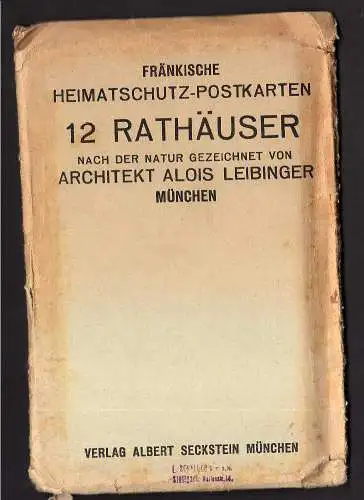 FRÄNKISCHE
HEIMATSCHUTZ-POSTKARTEN
12 RATHÄUSER
NACH DER NATUR GEZEICHNET VON
ARCHITEKT ALOIS LEIBINGER
MÜNCHEN
VERLAG ALBERT SECKSTEIN MÜNCHEN